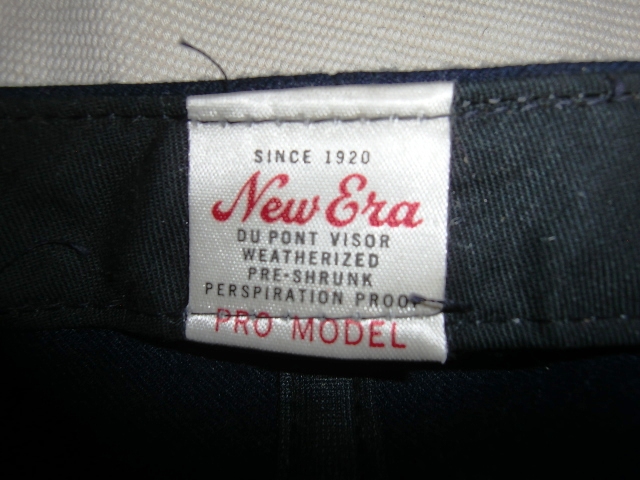 SINCE 1920
New Era
DU PONT VISOR
WEATHERIZED
PRE-SHRUNK
PERSPIRATION PROOF
PRO MODEL